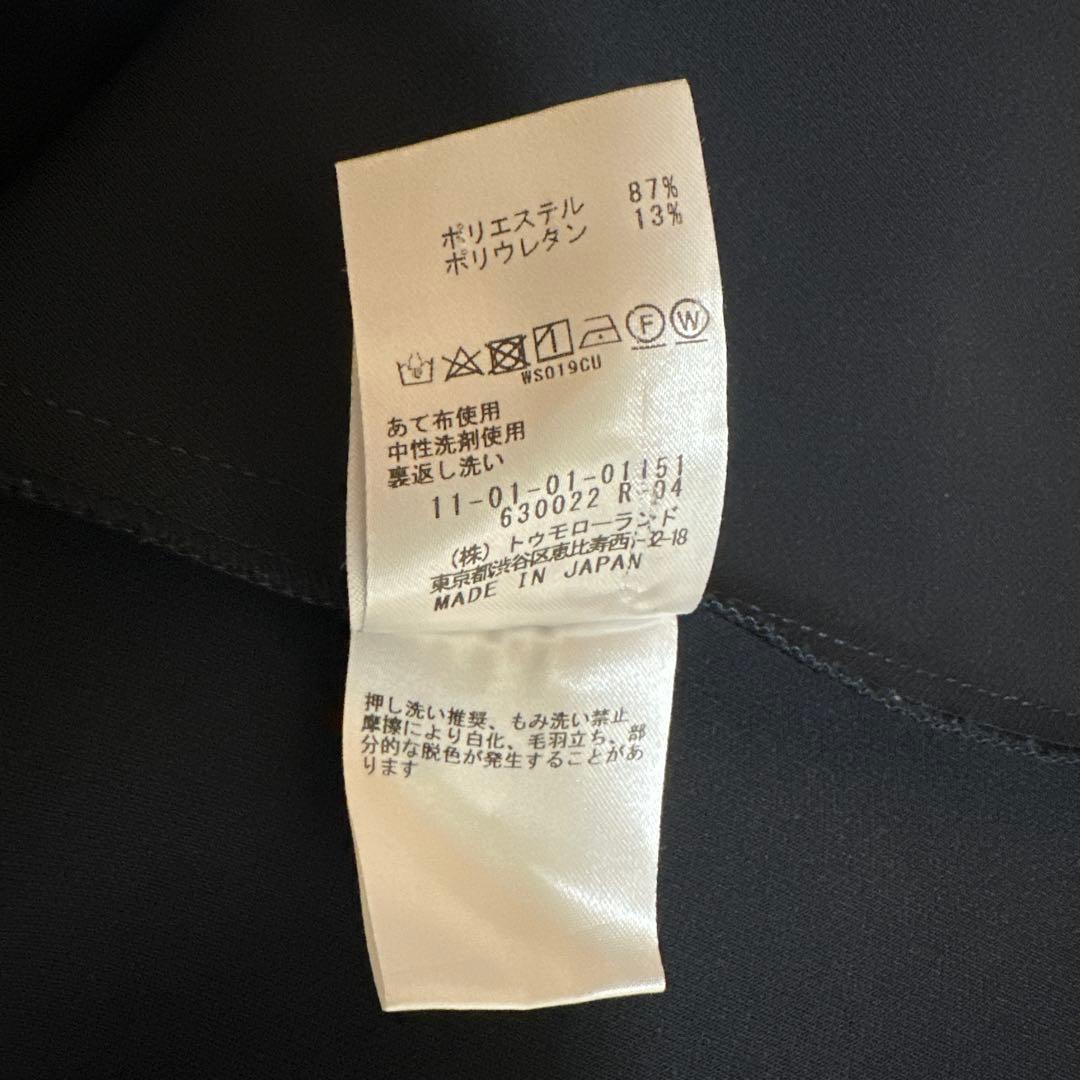 ポリエステル 87%
ポリウレタン 13%
F W
WS019CU
あて布使用
中性洗剤使用
裏返し洗い
11-01-01-01151
630022 R-04
(株) トゥモローランド
東京都渋谷区恵比寿西1-32-18
MADE IN JAPAN
押し洗い推奨、もみ洗い禁止
摩擦により白化、毛羽立ち、部
分的な脱色が発生することがあ
ります